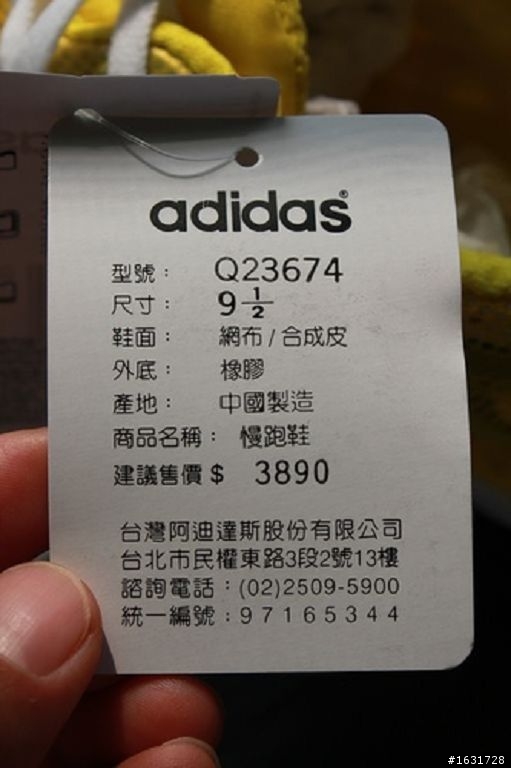 adidas®
型號： Q23674
尺寸： 9 1/2
鞋面： 網布/合成皮
外底： 橡膠
產地： 中國製造
商品名稱： 慢跑鞋
建議售價$ 3890
台灣阿迪達斯股份有限公司
台北市民權東路3段2號13樓
諮詢電話：(02)2509-5900
統一編號：97165344
#1631728